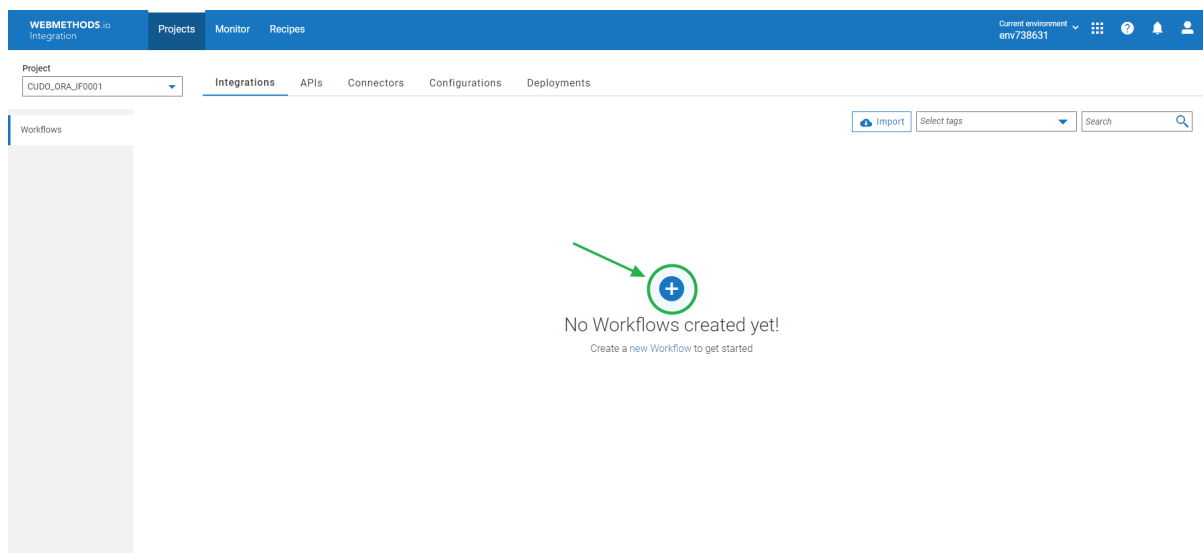 WEBMETHODS.io
Integration
Projects
Monitor
Recipes
Current environment
env738631
Project
CUDO_ORA_IF0001
Integrations
APIs
Connectors
Configurations
Deployments
Workflows
Import
Select tags
Search
No Workflows created yet!
Create a new Workflow to get started